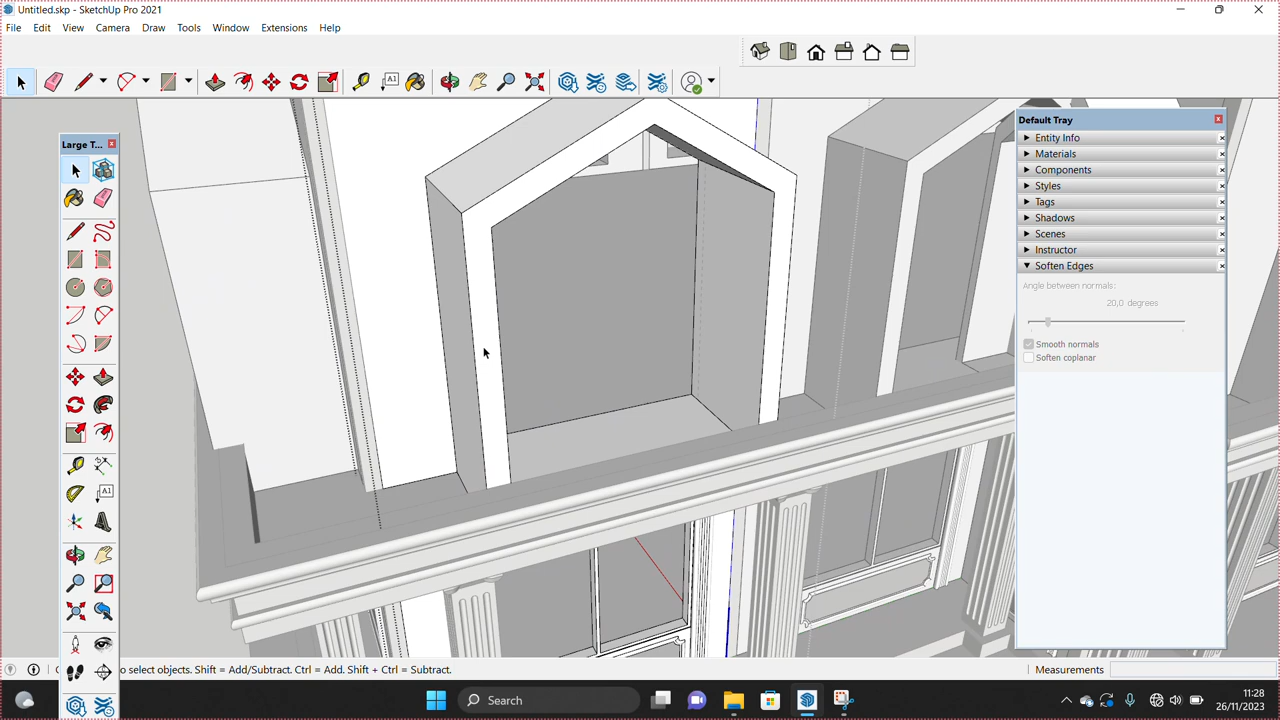 Untitled.skp - SketchUp Pro 2021
File Edit View Camera Draw Tools Window Extensions Help
A1
Large T...
A1
Default Tray
Entity Info
Materials
Components
Styles
Tags
Shadows
Scenes
Instructor
Soften Edges
Angle between normals:
20,0 degrees
Smooth normals
Soften coplanar
o select objects. Shift = Add/Subtract. Ctrl = Add. Shift + Ctrl = Subtract.
Measurements
Search
11:28
26/11/2023